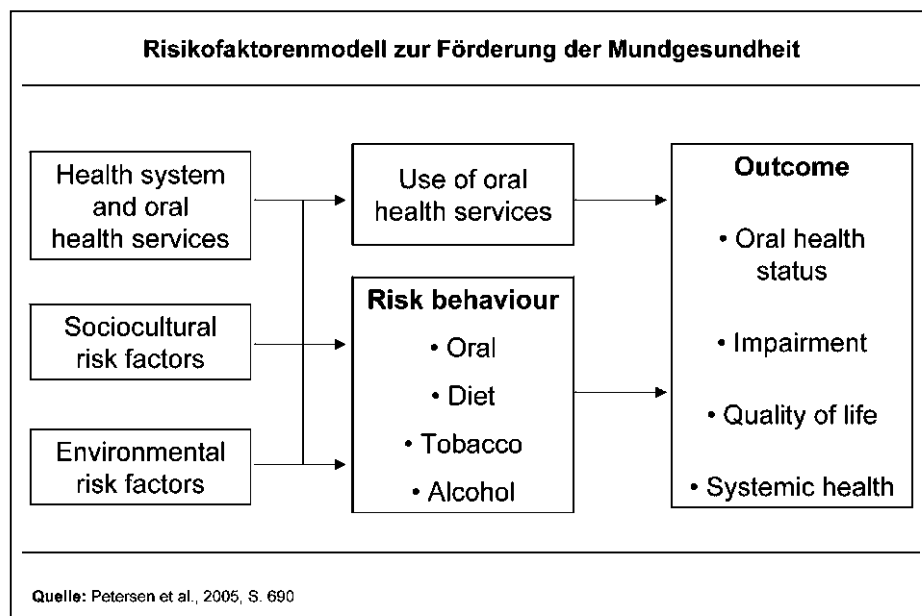 Risikofaktorenmodell zur Förderung der Mundgesundheit
Health system
and oral
health services
Sociocultural
risk factors
Environmental
risk factors
Use of oral
health services
Risk behaviour
• Oral
• Diet
• Tobacco
• Alcohol
Outcome
• Oral health
status
• Impairment
• Quality of life
• Systemic health
Quelle: Petersen et al., 2005, S. 690